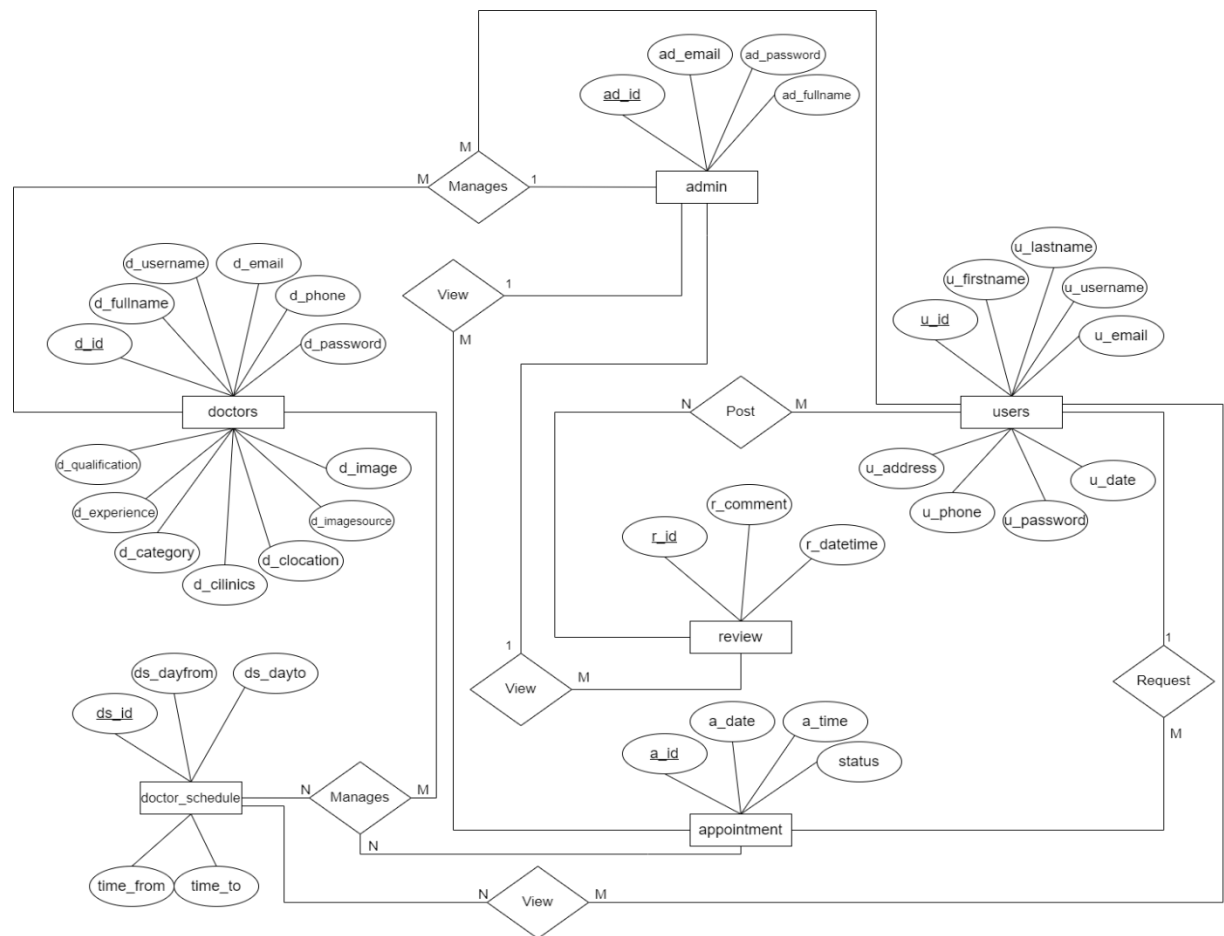 ad_email
ad_password
ad_id
ad_fullname
M
M
Manages
1
admin
d_username
d_email
d_fullname
d_phone
d_id
d_password
View
1
M
u_lastname
u_firstname
u_username
u_id
u_email
doctors
N
Post
M
users
d_qualification
d_image
d_experience
d_imagesource
d_category
d_clocation
d_cilinics
u_address
u_date
u_phone
u_password
r_comment
r_id
r_datetime
review
1
View
M
1
Request
M
ds_dayfrom
ds_dayto
ds_id
a_date
a_time
a_id
status
doctor_schedule
N
Manages
M
N
appointment
time_from
time_to
N
View
M